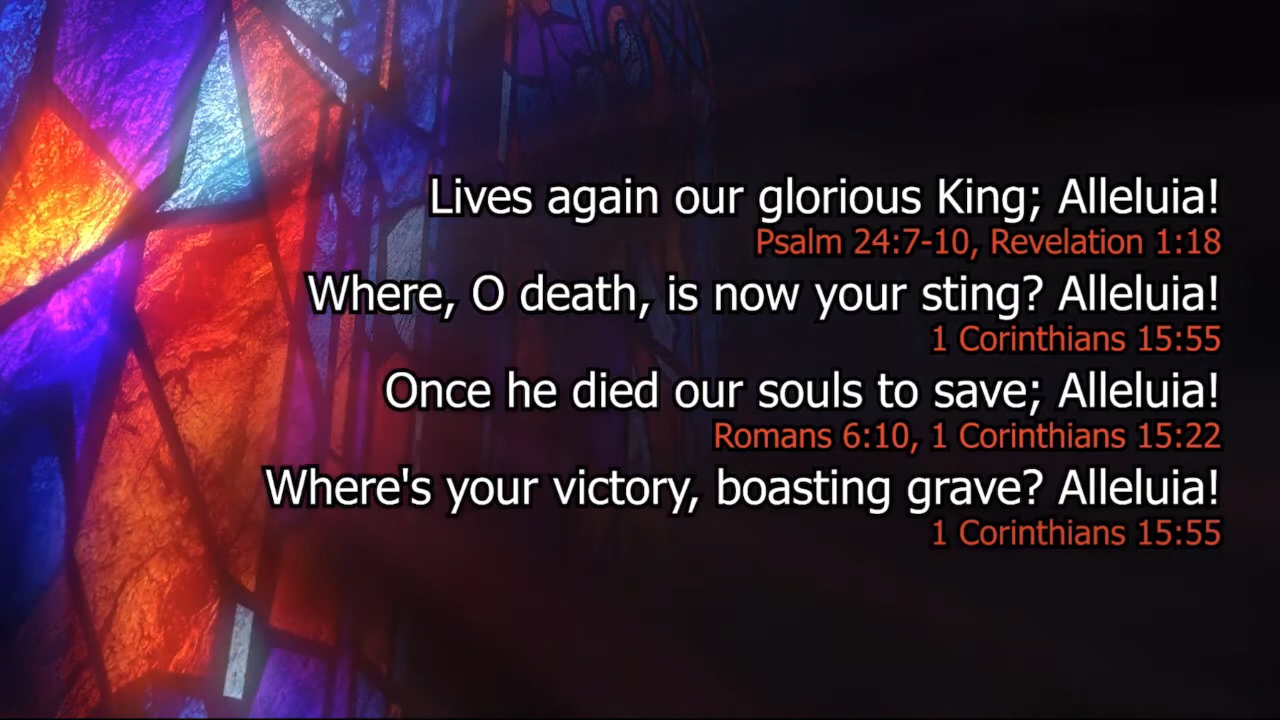 Lives again our glorious King; Alleluia!
Psalm 24:7-10, Revelation 1:18
Where, O death, is now your sting? Alleluia!
1 Corinthians 15:55
Once he died our souls to save; Alleluia!
Romans 6:10, 1 Corinthians 15:22
Where's your victory, boasting grave? Alleluia!
1 Corinthians 15:55